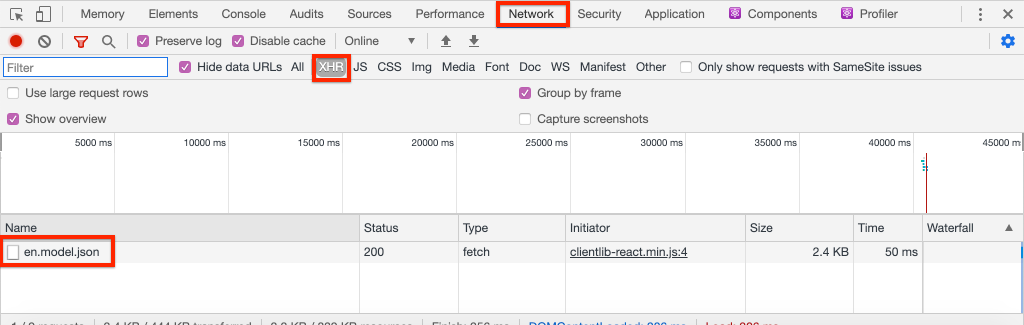 Memory Elements Console Audits Sources Performance Network Security Application Components Profiler
Preserve log Disable cache Online
Filter Hide data URLs All XHR JS CSS Img Media Font Doc WS Manifest Other Only show requests with SameSite issues
Use large request rows Group by frame
Show overview Capture screenshots
5000 ms 10000 ms 15000 ms 20000 ms 25000 ms 30000 ms 35000 ms 40000 ms 45000 ms
Name Status Type Initiator Size Time Waterfall
en.model.json 200 fetch clientlib-react.min.js:4 2.4 KB 50 ms